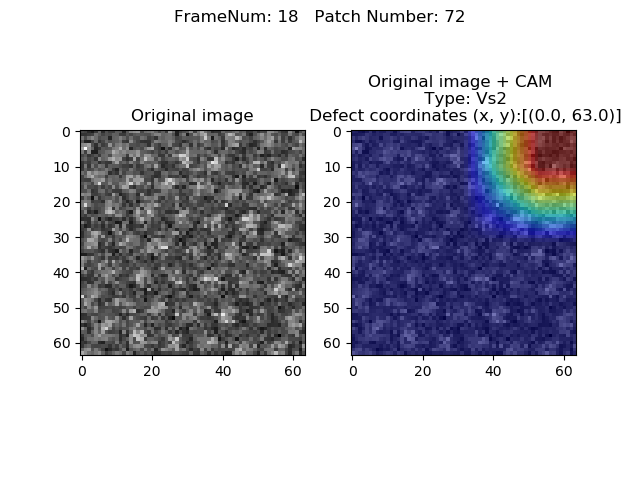 FrameNum: 18   Patch Number: 72
Original image
Original image + CAM
Type: Vs2
Defect coordinates (x, y):[(0.0, 63.0)]
0
10
20
30
40
50
60
0 20 40 60
0
10
20
30
40
50
60
0 20 40 60